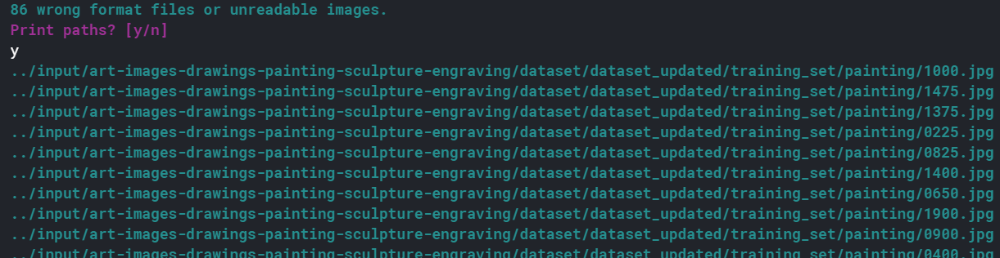 86 wrong format files or unreadable images.
Print paths? [y/n]
y
../input/art-images-drawings-painting-sculpture-engraving/dataset/dataset_updated/training_set/painting/1000.jpg
../input/art-images-drawings-painting-sculpture-engraving/dataset/dataset_updated/training_set/painting/1475.jpg
../input/art-images-drawings-painting-sculpture-engraving/dataset/dataset_updated/training_set/painting/1375.jpg
../input/art-images-drawings-painting-sculpture-engraving/dataset/dataset_updated/training_set/painting/0225.jpg
../input/art-images-drawings-painting-sculpture-engraving/dataset/dataset_updated/training_set/painting/0825.jpg
../input/art-images-drawings-painting-sculpture-engraving/dataset/dataset_updated/training_set/painting/1400.jpg
../input/art-images-drawings-painting-sculpture-engraving/dataset/dataset_updated/training_set/painting/0650.jpg
../input/art-images-drawings-painting-sculpture-engraving/dataset/dataset_updated/training_set/painting/1900.jpg
../input/art-images-drawings-painting-sculpture-engraving/dataset/dataset_updated/training_set/painting/0900.jpg
../input/art-images-drawings-painting-sculpture-engraving/dataset/dataset_updated/training_set/painting/0400.jpg